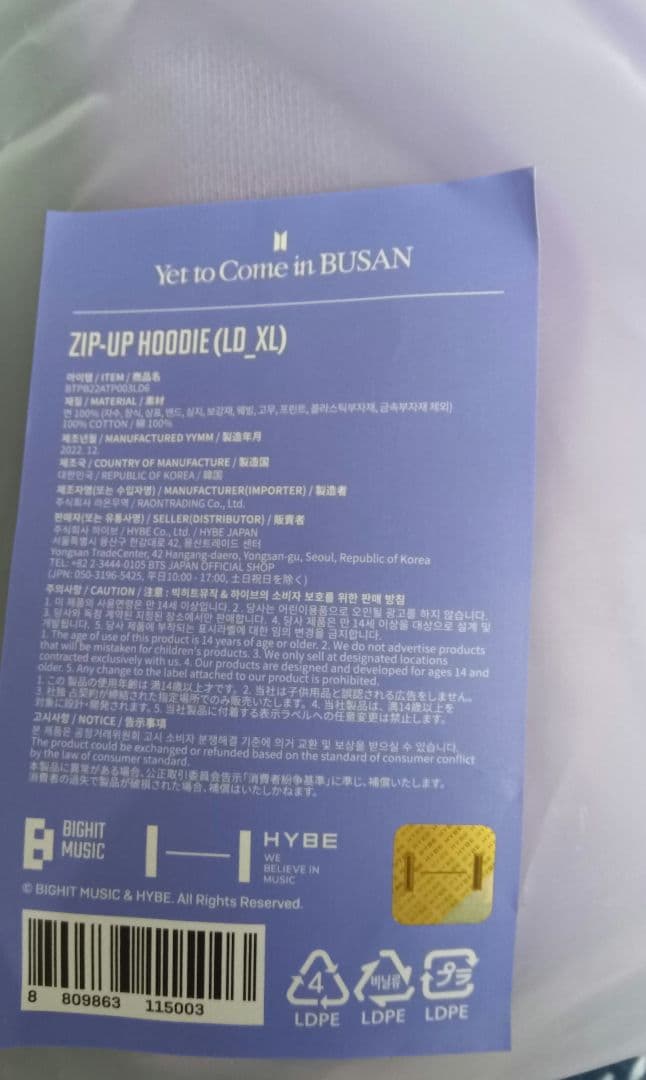 Yet to Come in BUSAN
ZIP-UP HOODIE (LD_XL)
아이템 / ITEM / 商品名
BTPB22ATP003LD6
재질 / MATERIAL / 素材
면 100% (자수, 장식, 상표, 밴드, 심지, 보강재, 웨빙, 고무, 프린트, 플라스틱부자재, 금속부자재 제외)
100% COTTON / 綿 100%
제조년월 / MANUFACTURED YYMM / 製造年月
2022. 12.
제조국 / COUNTRY OF MANUFACTURE / 製造国
대한민국 / REPUBLIC OF KOREA / 韓国
제조자명(또는 수입자명) / MANUFACTURER(IMPORTER) / 製造者
주식회사 라온무역 / RAONTRADING Co., Ltd.
판매자(또는 유통사명) / SELLER(DISTRIBUTOR) / 販賣者
주식회사 하이브 / HYBE Co., Ltd. / HYBE JAPAN
서울특별시 용산구 한강대로 42, 용산트레이드 센터
Yongsan TradeCenter, 42 Hangang-daero, Yongsan-gu, Seoul, Republic of Korea
TEL: +82 2-3444-0105 BTS JAPAN OFFICIAL SHOP
(JPN: 050-3196-5425, 平日10:00 - 17:00, 土日祝日を除く)
주의사항 / CAUTION / 注意 : 빅히트뮤직 & 하이브의 소비자 보호를 위한 판매 방침
1. 이 제품의 사용연령은 만 14세 이상입니다. 2. 당사는 어린이용품으로 오인될 광고를 하지 않습니다.
3. 당사와 독점 계약된 지정된 장소에서만 판매합니다. 4. 당사 제품은 만 14세 이상을 대상으로 설계 및
개발됩니다. 5. 당사 제품에 부착되는 표시라벨에 대한 임의 변경을 금지합니다.
1. The age of use of this product is 14 years of age or older. 2. We do not advertise products
that will be mistaken for children's products. 3. We only sell at designated locations
contracted exclusively with us. 4. Our products are designed and developed for ages 14 and
older. 5. Any change to the label attached to our product is prohibited.
1. この製品の使用年齢は満14歳以上才です。2. 当社は子供用品と誤認される広告をしません。
3. 社独占契約が締結された指定場所でのみ販売いたします。4. 当社製品は、満14歳以上を
対象に設計・開発されます。5. 当社製品に付着する表示ラベルへの任意変更は禁止します。
고시사항 / NOTICE / 告示事項
본 제품은 공정거래위원회 고시 소비자 분쟁해결 기준에 의거 교환 및 보상을 받으실 수 있습니다.
The product could be exchanged or refunded based on the standard of consumer conflict
by the law of consumer standard.
本製品に異常がある場合、公正取引委員会告示「消費者紛争基準」に準じ、補償いたします。
消費者の過失で製品が破損された場合、補償はいたしかねます。
BIGHIT
MUSIC
HYBE
WE
BELIEVE IN
MUSIC
© BIGHIT MUSIC & HYBE. All Rights Reserved.
8 809863 115003
4
LDPE
비닐류
LDPE
プラ
LDPE